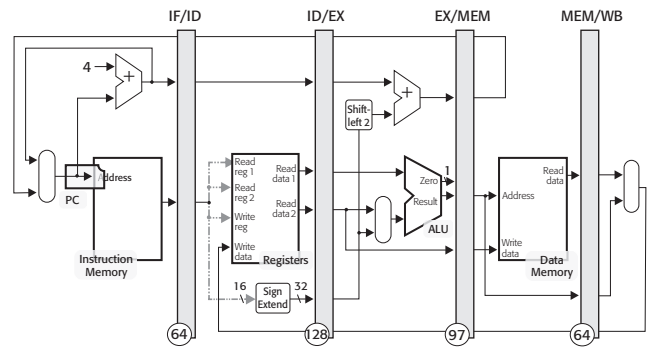 IF/ID
ID/EX
EX/MEM
MEM/WB
4
+
+
Shift-
left 2
Address
PC
Instruction
Memory
Read
reg 1
Read
reg 2
Write
reg
Write
data
Read
data 1
Read
data 2
Registers
16
Sign
Extend
32
Zero
1
Result
ALU
Address
Read
data
Write
data
Data
Memory
64
128
97
64